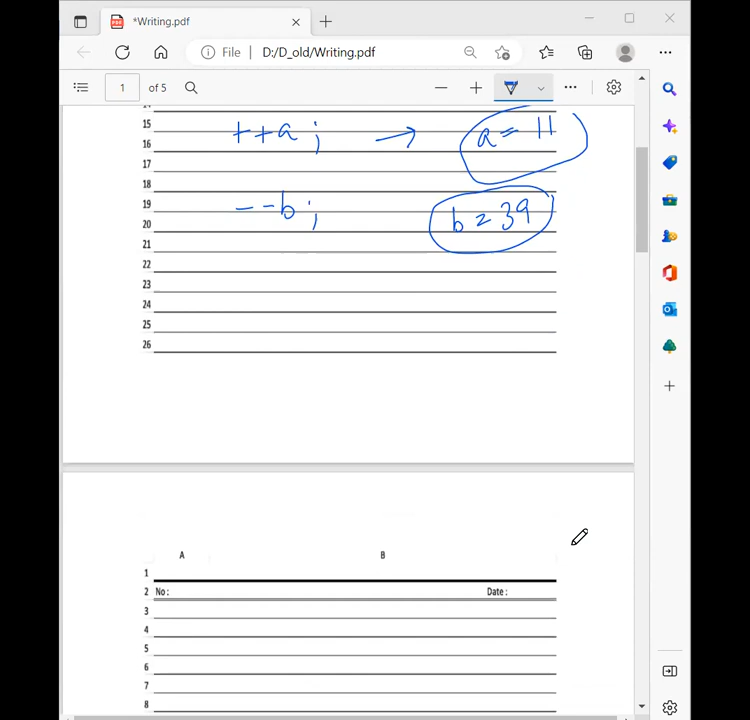 *Writing.pdf
File D:/D_old/Writing.pdf
1 of 5
15 ++a ; → a = 11
16
17
18
19 --b ; b = 39
20
21
22
23
24
25
26
A B
1
2 No : Date :
3
4
5
6
7
8